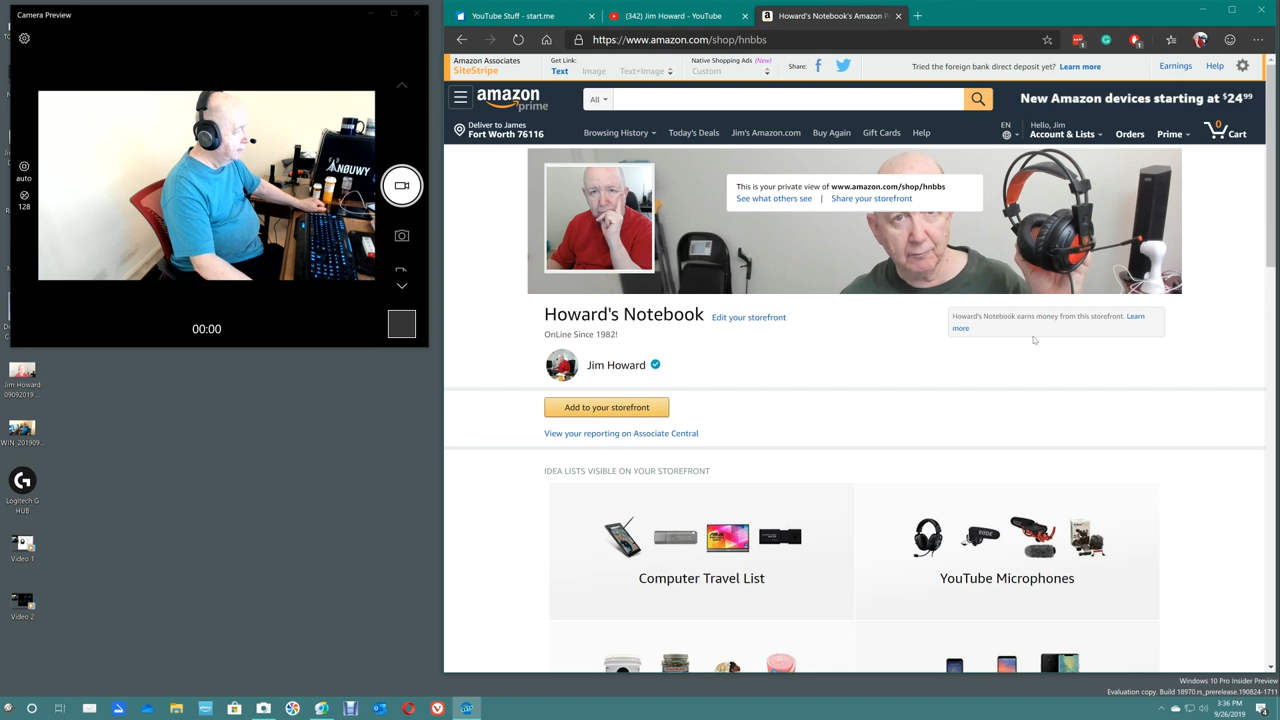 Camera Preview
auto
128
NØUWY
00:00
Jim Howard
09092019 ...
WIN_201909...
Logitech G
HUB
Video 1
Video 2
YouTube Stuff - start.me
(342) Jim Howard - YouTube
Howard's Notebook's Amazon P
https://www.amazon.com/shop/hnbbs
Amazon Associates
SiteStripe
Get Link:
Text Image Text+Image
Native Shopping Ads (New)
Custom
Share:
Tried the foreign bank direct deposit yet? Learn more
Earnings Help
amazon
prime
All
New Amazon devices starting at $24.99
Deliver to James
Fort Worth 76116
Browsing History Today's Deals Jim's Amazon.com Buy Again Gift Cards Help
EN
Hello, Jim
Account & Lists Orders Prime 0 Cart
This is your private view of www.amazon.com/shop/hnbbs
See what others see | Share your storefront
Howard's Notebook Edit your storefront
OnLine Since 1982!
Howard's Notebook earns money from this storefront. Learn
more
Jim Howard
Add to your storefront
View your reporting on Associate Central
IDEA LISTS VISIBLE ON YOUR STOREFRONT
Computer Travel List
YouTube Microphones
Windows 10 Pro Insider Preview
Evaluation copy. Build 18970.rs_prerelease.190824-1711
3:36 PM
9/26/2019
4